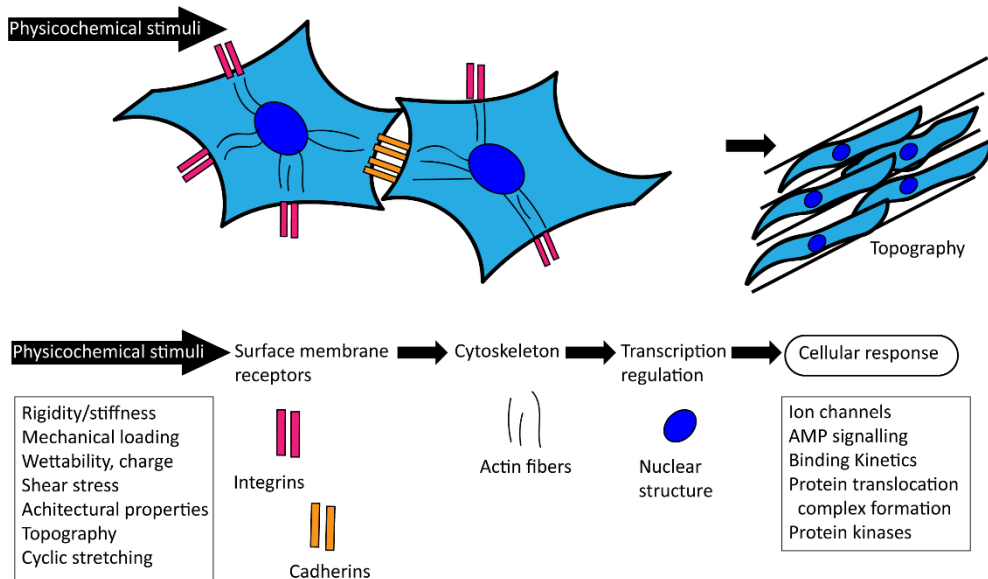 Physicochemical stimuli
Topography
Physicochemical stimuli
Surface membrane
receptors
Cytoskeleton
Transcription
regulation
Cellular response
Rigidity/stiffness
Mechanical loading
Wettability, charge
Shear stress
Achitectural properties
Topography
Cyclic stretching
Integrins
Cadherins
Actin fibers
Nuclear
structure
Ion channels
AMP signalling
Binding Kinetics
Protein translocation
complex formation
Protein kinases